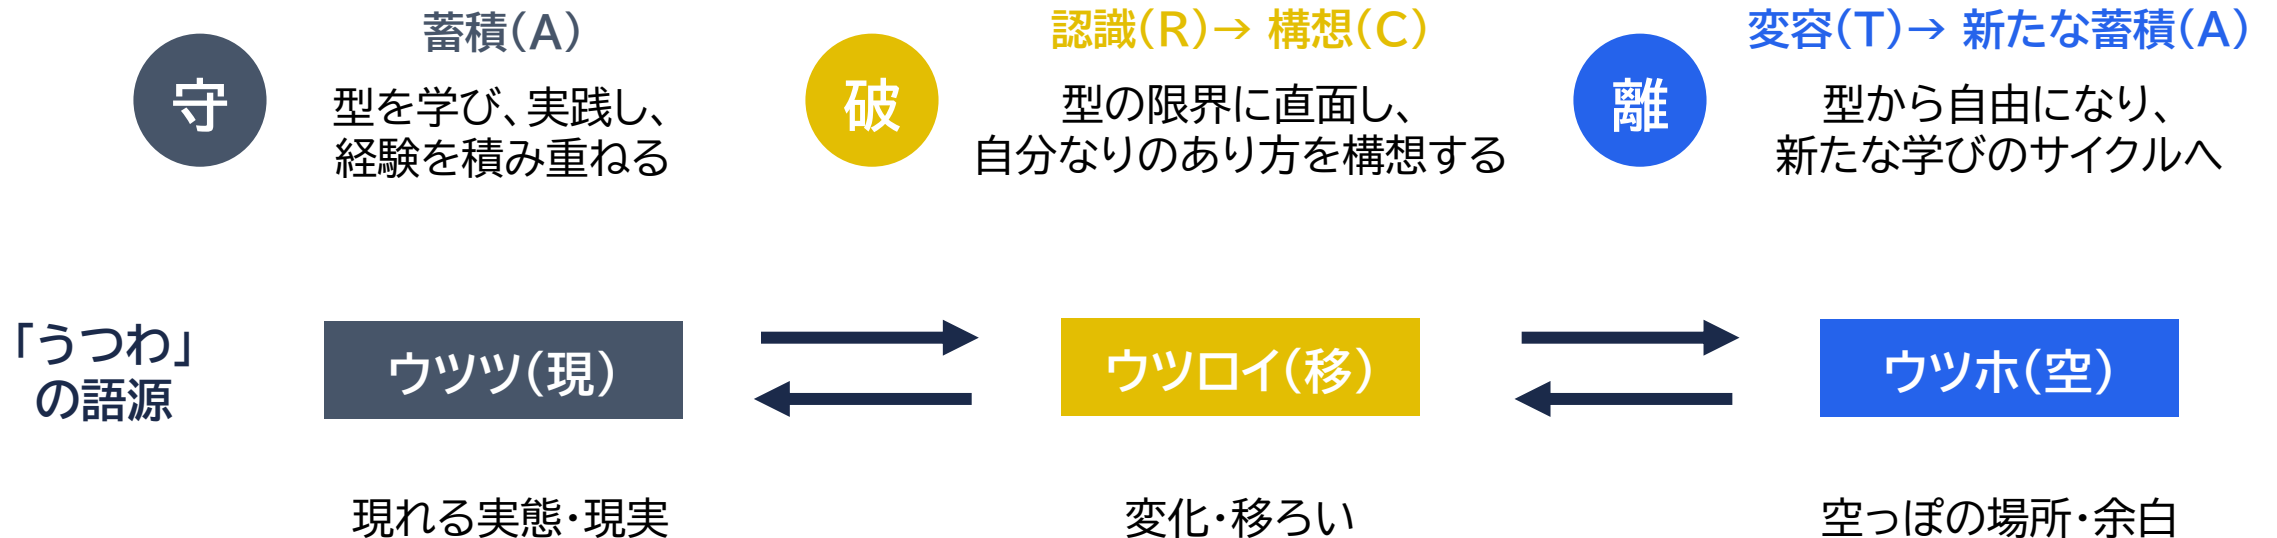 守
蓄積(A)
型を学び、実践し、
経験を積み重ねる
破
認識(R)→ 構想(C)
型の限界に直面し、
自分なりのあり方を構想する
離
変容(T)→ 新たな蓄積(A)
型から自由になり、
新たな学びのサイクルへ
「うつわ」
の語源
ウツツ(現)
ウツロイ(移)
ウツホ(空)
現れる実態・現実
変化・移ろい
空っぽの場所・余白